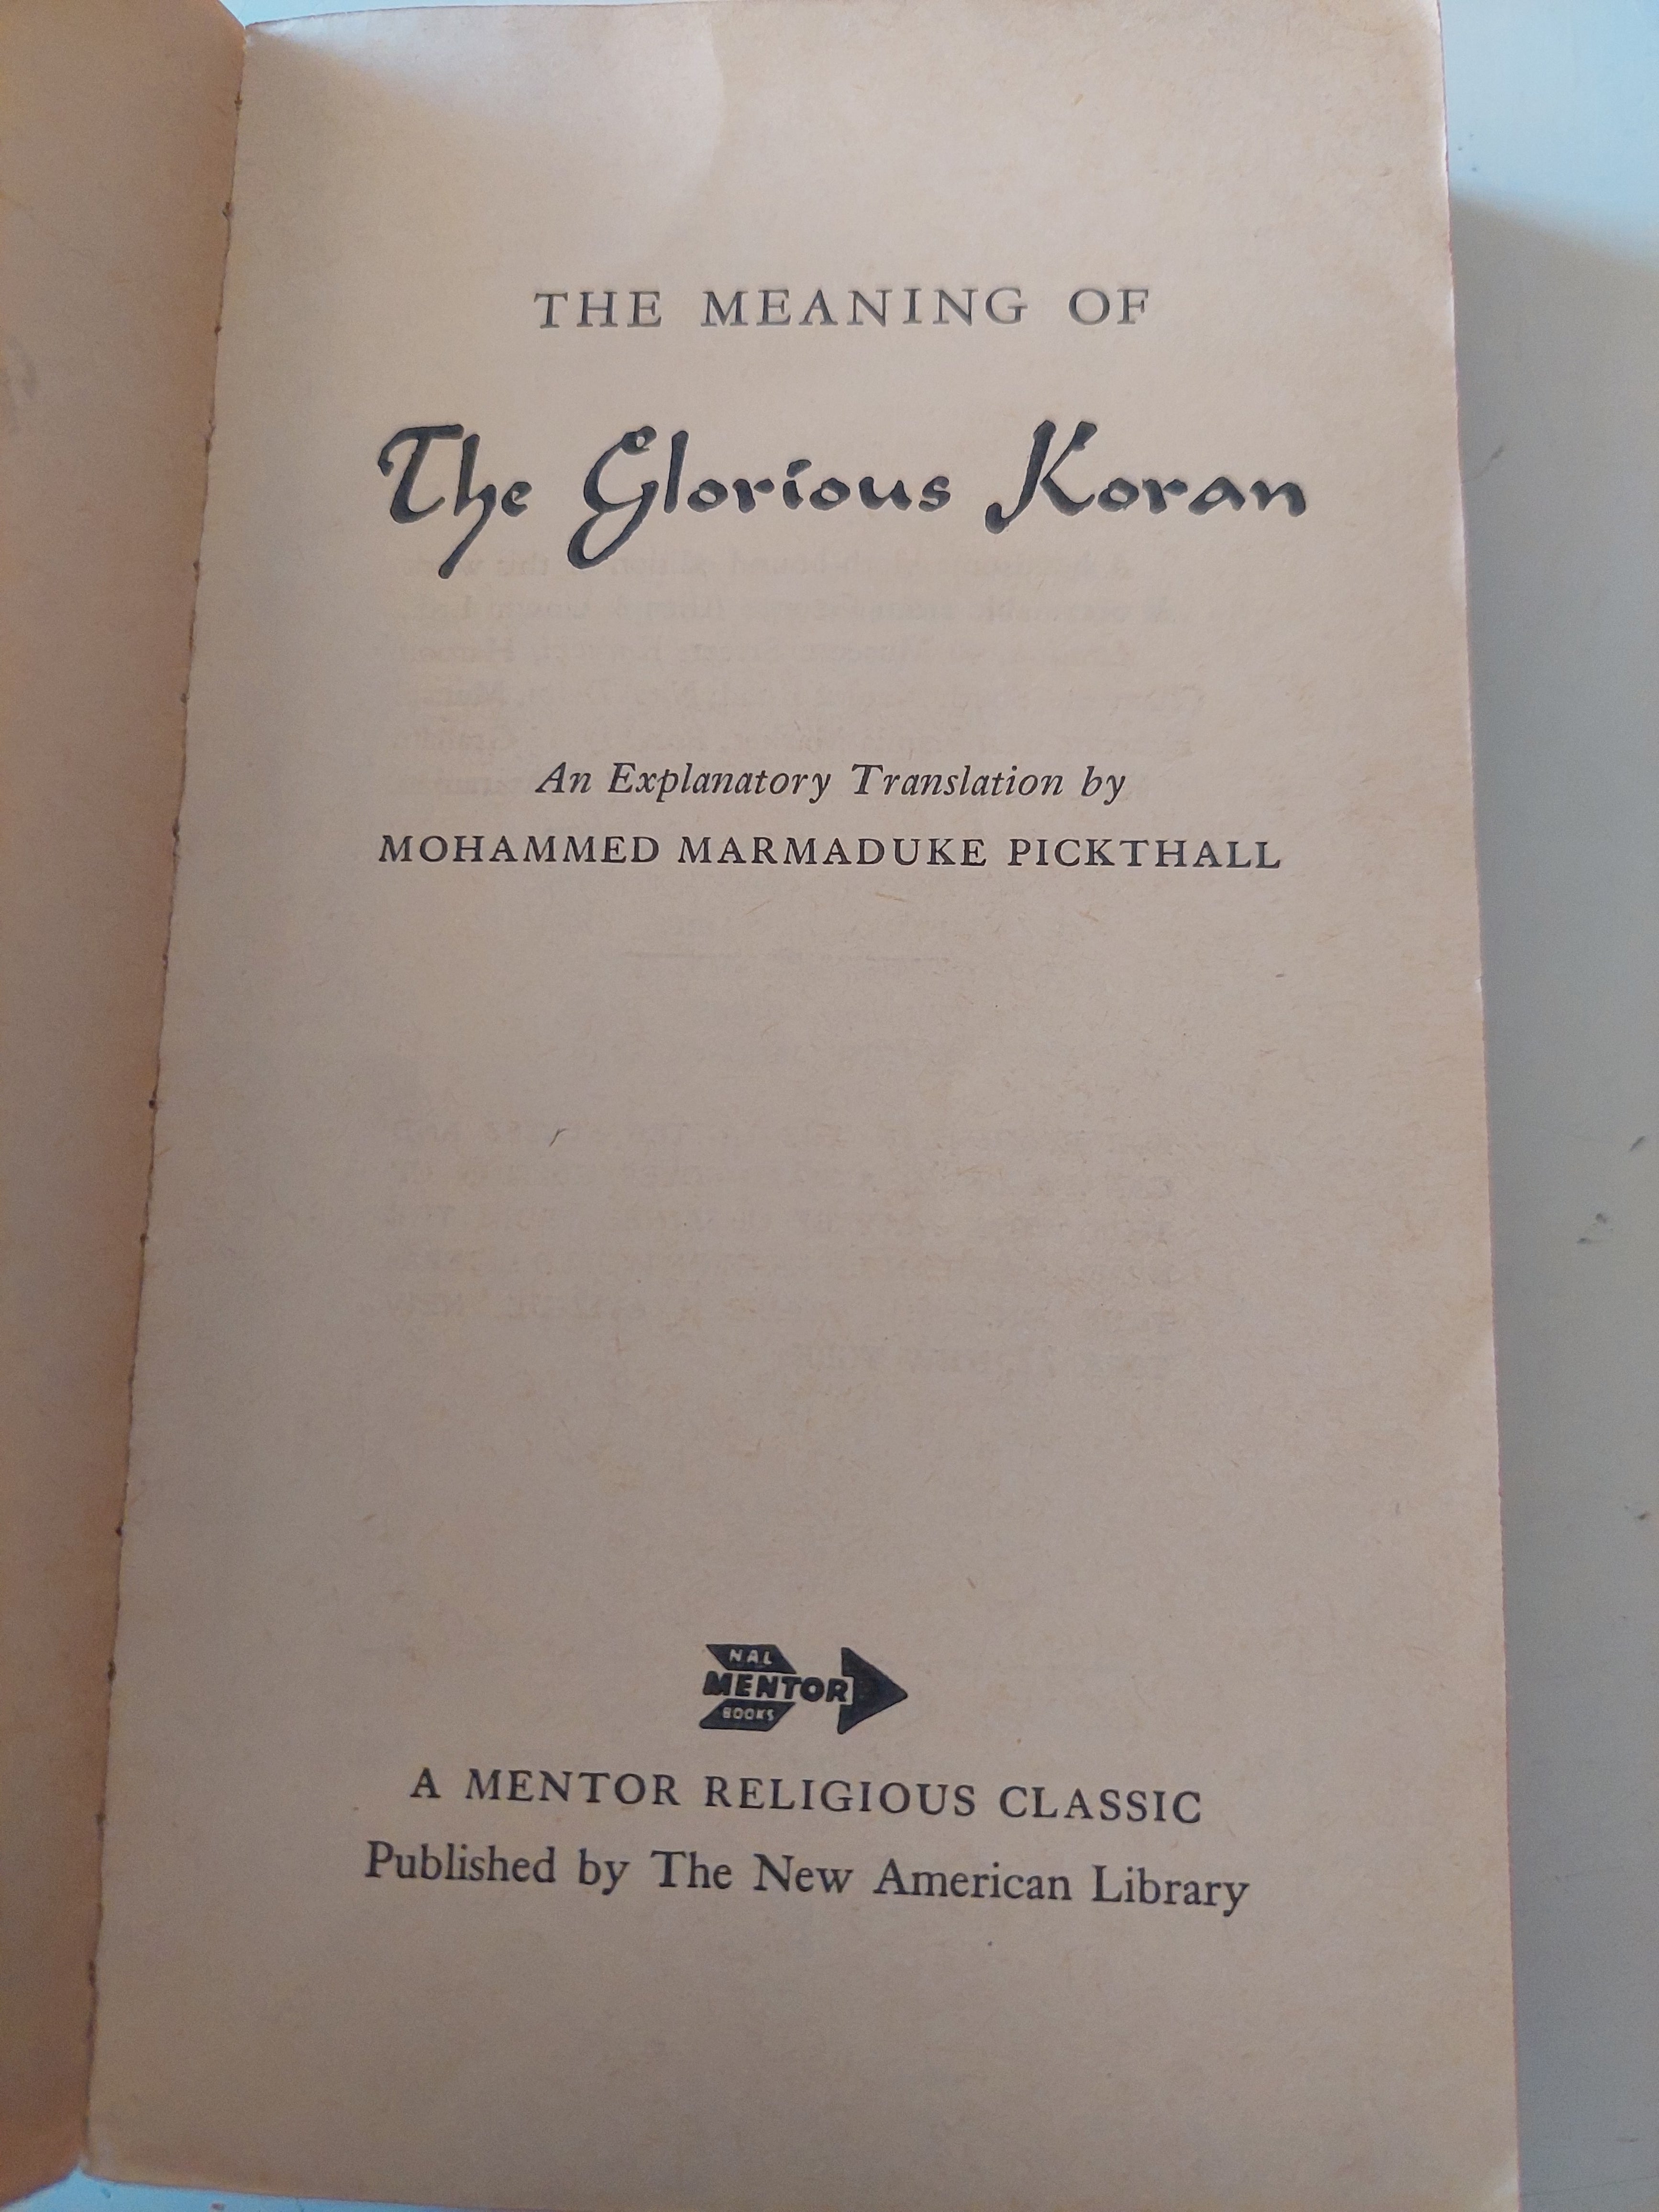 THE MEANING OF
The Glorious Koran
An Explanatory Translation by
MOHAMMED MARMADUKE PICKTHALL
NAL
MENTOR
BOOKS
A MENTOR RELIGIOUS CLASSIC
Published by The New American Library